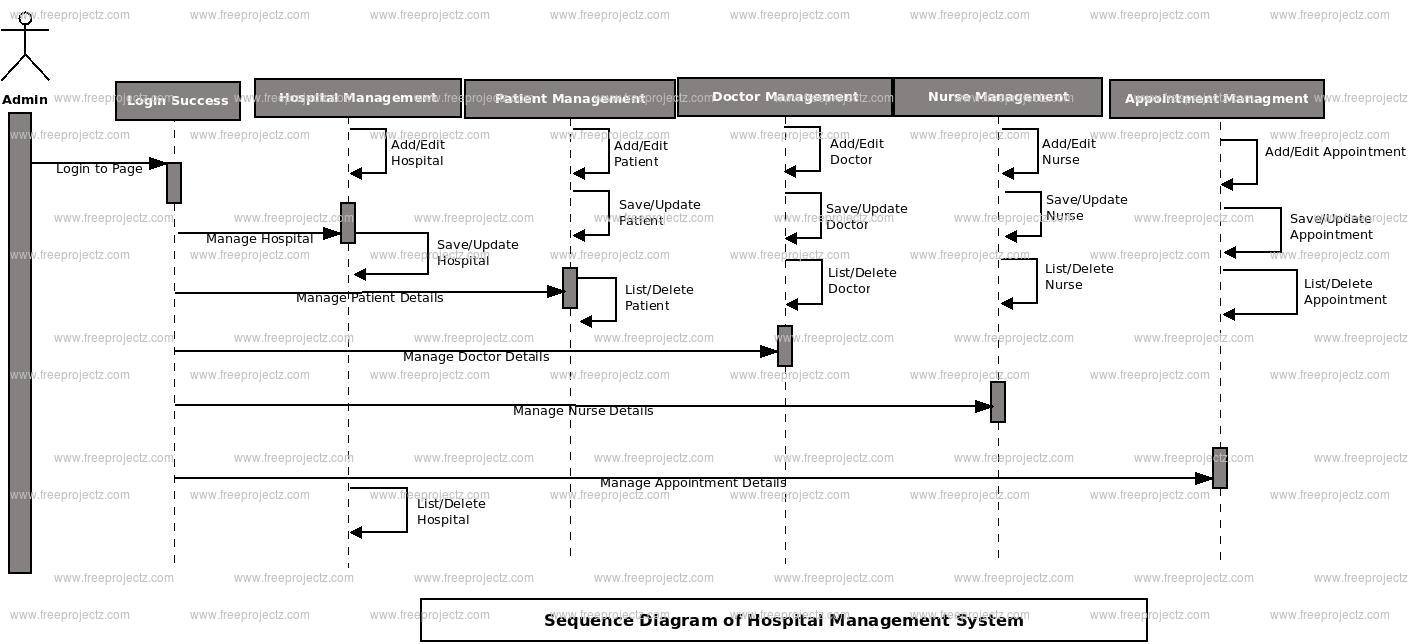 Admin
Login Success
Hospital Management
Patient Management
Doctor Management
Nurse Management
Appointment Managment
Login to Page
Add/Edit
Hospital
Add/Edit
Patient
Add/Edit
Doctor
Add/Edit
Nurse
Add/Edit Appointment
Manage Hospital
Save/Update
Hospital
Save/Update
Patient
Save/Update
Doctor
Save/Update
Nurse
Save/Update
Appointment
Manage Patient Details
List/Delete
Patient
List/Delete
Doctor
List/Delete
Nurse
List/Delete
Appointment
Manage Doctor Details
Manage Nurse Details
Manage Appointment Details
List/Delete
Hospital
Sequence Diagram of Hospital Management System
www.freeprojectz.com